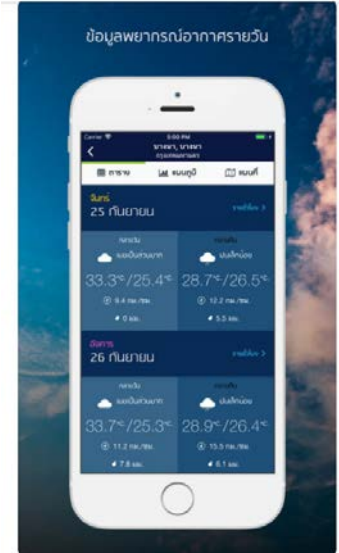 ข้อมูลพยากรณ์อากาศรายวัน
Carrier 5:00 PM
บางนา, บางนา
กรุงเทพมหานคร
ตาราง แผนภูมิ แผนที่
จันทร์
25 กันยายน
รายชั่วโมง >
กลางวัน กลางคืน
เมฆเป็นส่วนมาก ฝนเล็กน้อย
33.3°c/25.4°c 28.7°c/26.5°c
9.4 กม./ชม. 12.2 กม./ชม.
0 มม. 5.5 มม.
อังคาร
26 กันยายน
รายชั่วโมง >
กลางวัน กลางคืน
เมฆเป็นส่วนมาก ฝนเล็กน้อย
33.7°c/25.3°c 28.9°c/26.4°c
11.2 กม./ชม. 15.5 กม./ชม.
7.8 มม. 6.1 มม.